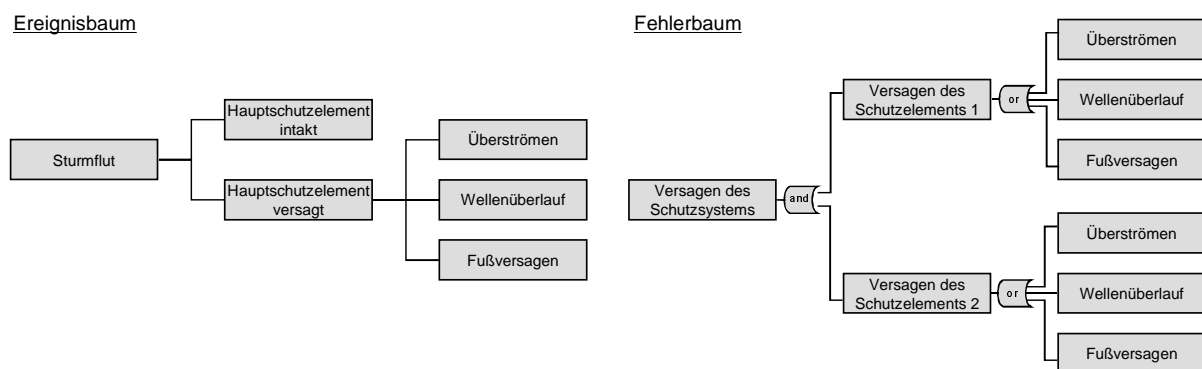 Ereignisbaum
Sturmflut
Hauptschutzelement
intakt
Hauptschutzelement
versagt
Überströmen
Wellenüberlauf
Fußversagen
Fehlerbaum
Versagen des
Schutzsystems
and
Versagen des
Schutzelements 1
or
Überströmen
Wellenüberlauf
Fußversagen
Versagen des
Schutzelements 2
or
Überströmen
Wellenüberlauf
Fußversagen